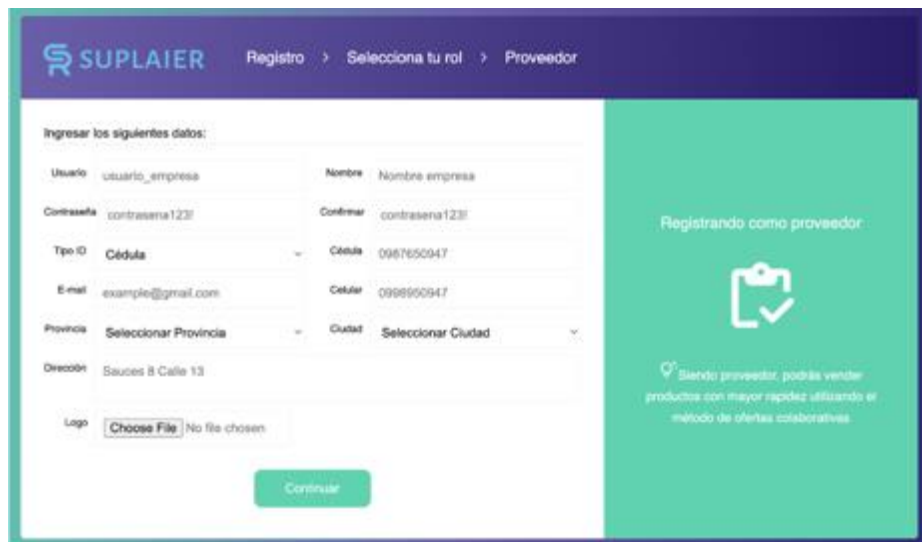 SUPLAIER
Registro > Selecciona tu rol > Proveedor
Ingresar los siguientes datos:
Usuario usuario_empresa Nombre Nombre empresa
Contraseña contrasena123! Confirmar contrasena123!
Tipo ID Cédula Cédula 0987650947
E-mail example@gmail.com Celular 0998950947
Provincia Seleccionar Provincia Ciudad Seleccionar Ciudad
Dirección Sauces 8 Calle 13
Logo Choose File No file chosen
Continuar
Registrando como proveedor
Siendo proveedor, podrás vender
productos con mayor rapidez utilizando el
método de ofertas colaborativas